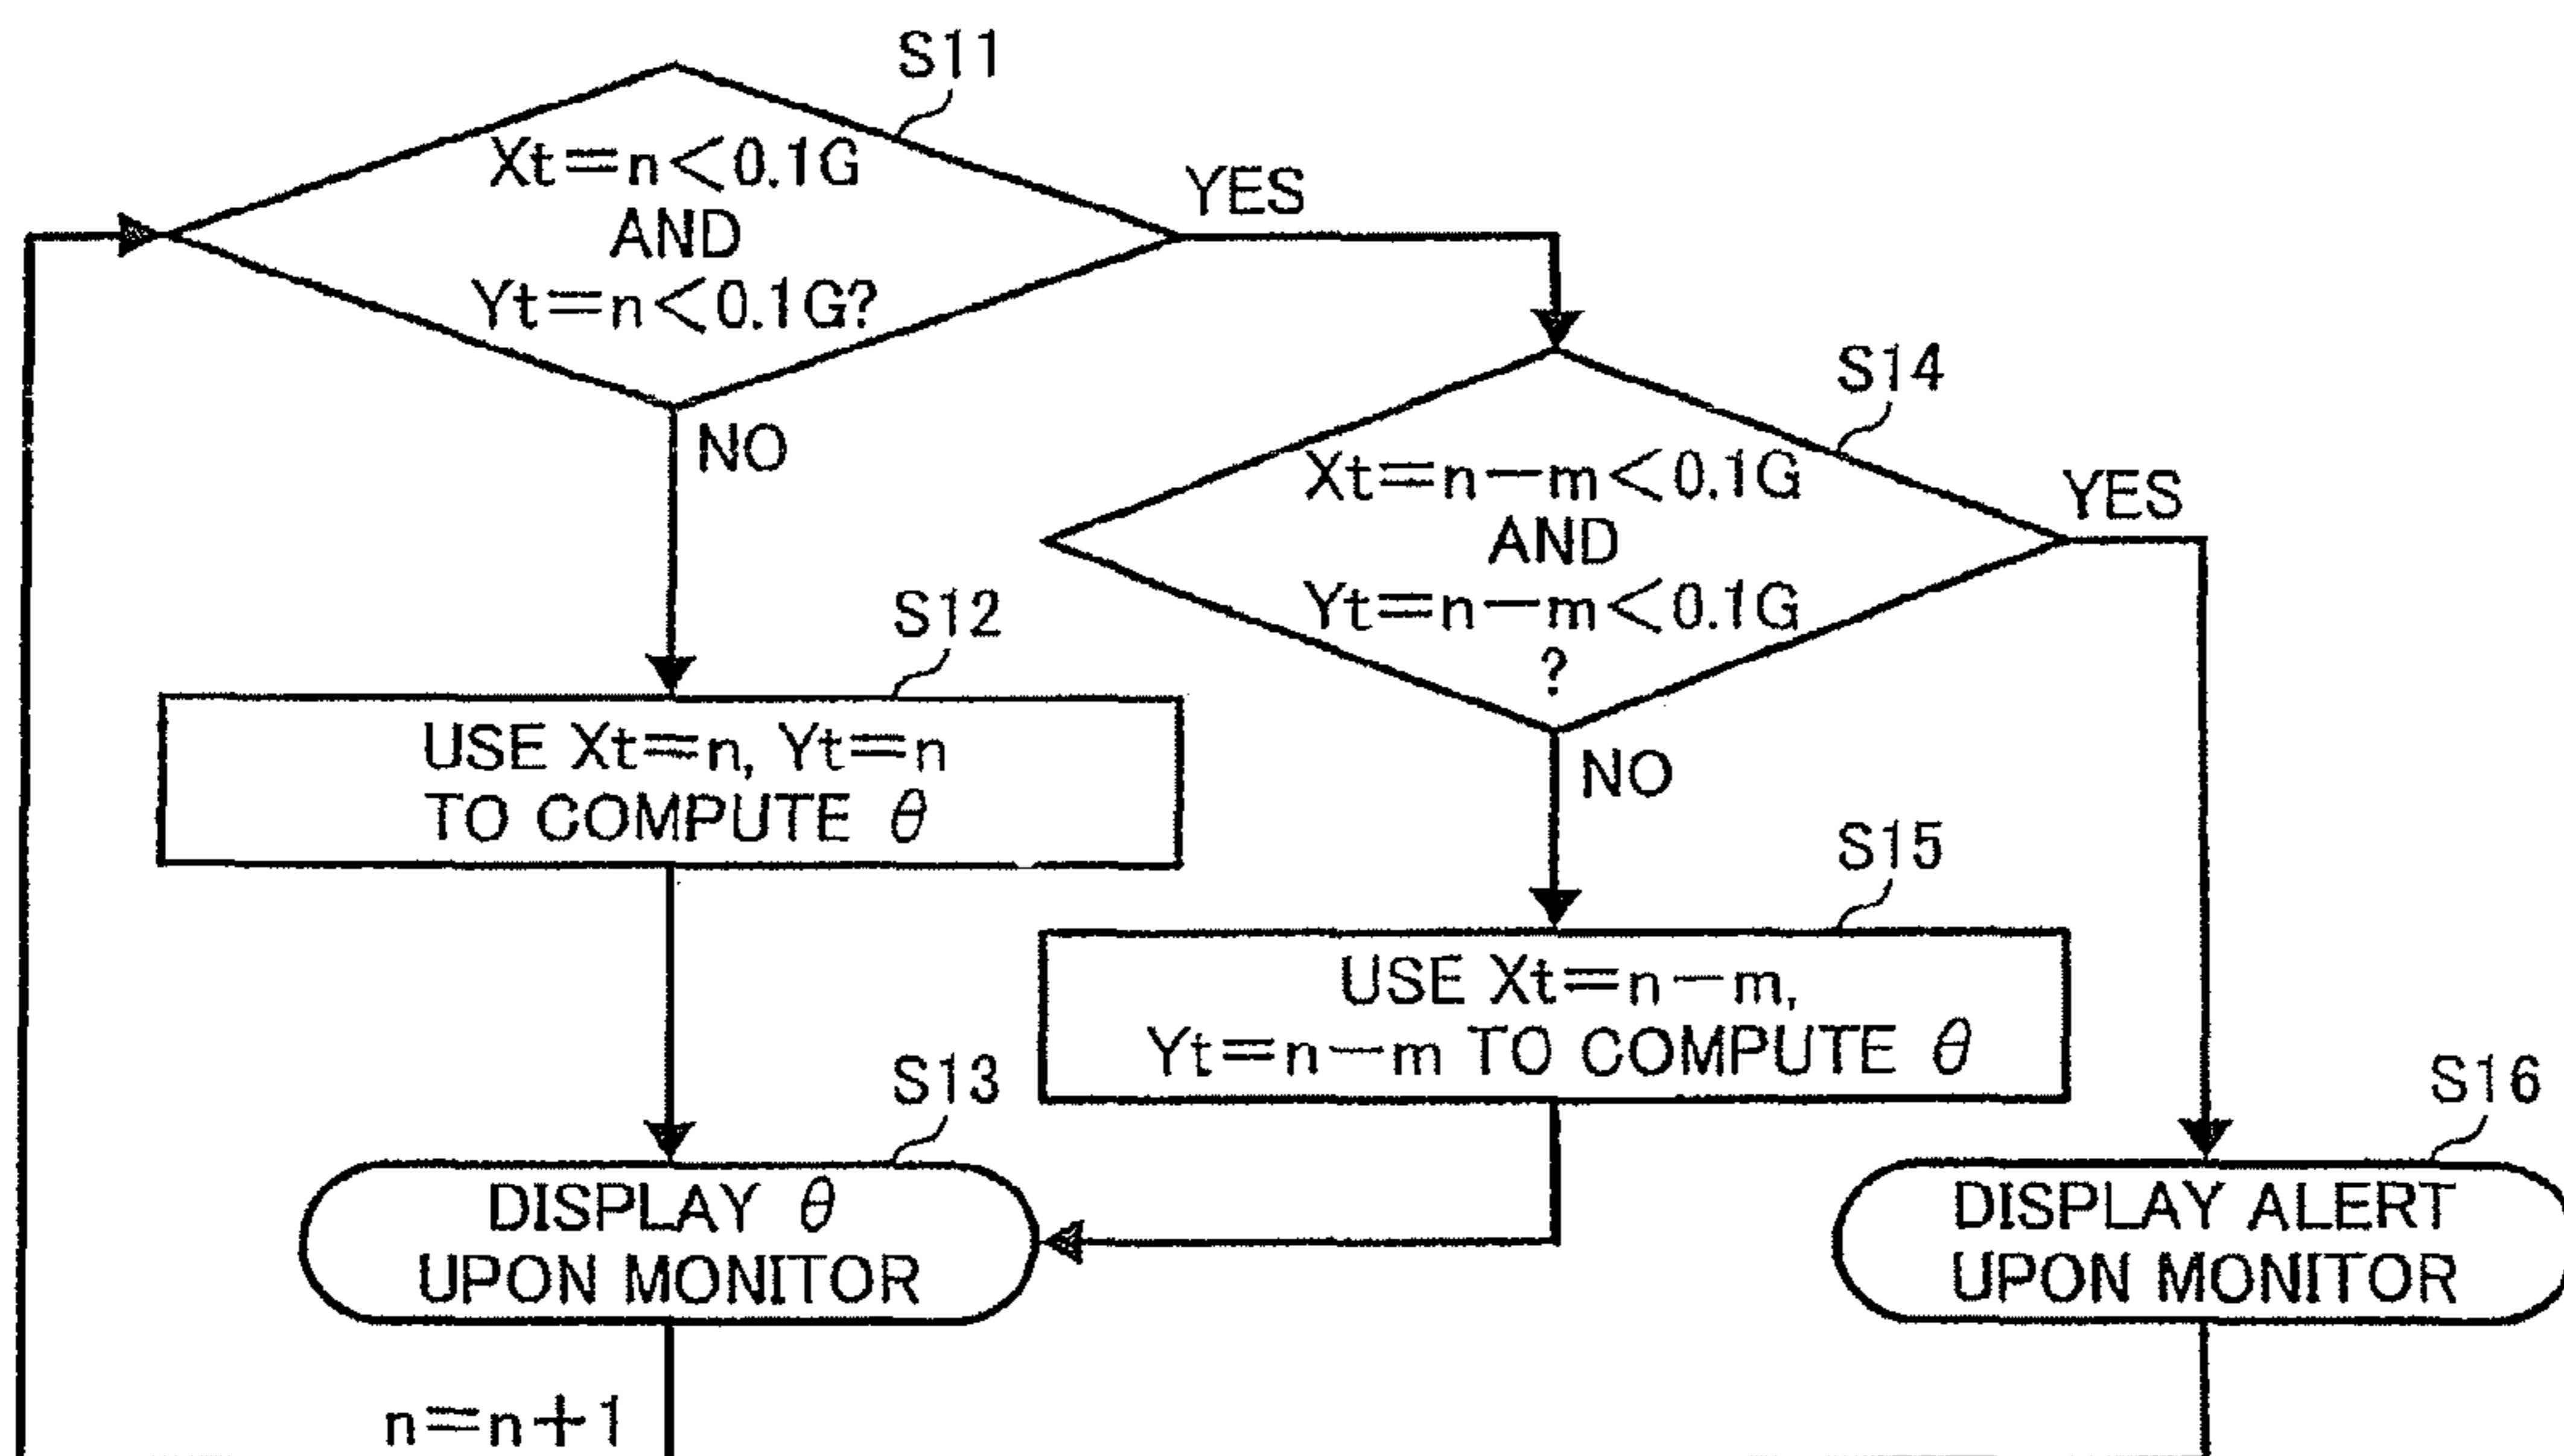 S11
Xt=n<0.1G
AND
Yt=n<0.1G?
YES
NO
S14
Xt=n-m<0.1G
AND
Yt=n-m<0.1G
?
YES
NO
S12
USE Xt=n, Yt=n
TO COMPUTE θ
S15
USE Xt=n-m,
Yt=n-m TO COMPUTE θ
S13
DISPLAY θ
UPON MONITOR
S16
DISPLAY ALERT
UPON MONITOR
n=n+1